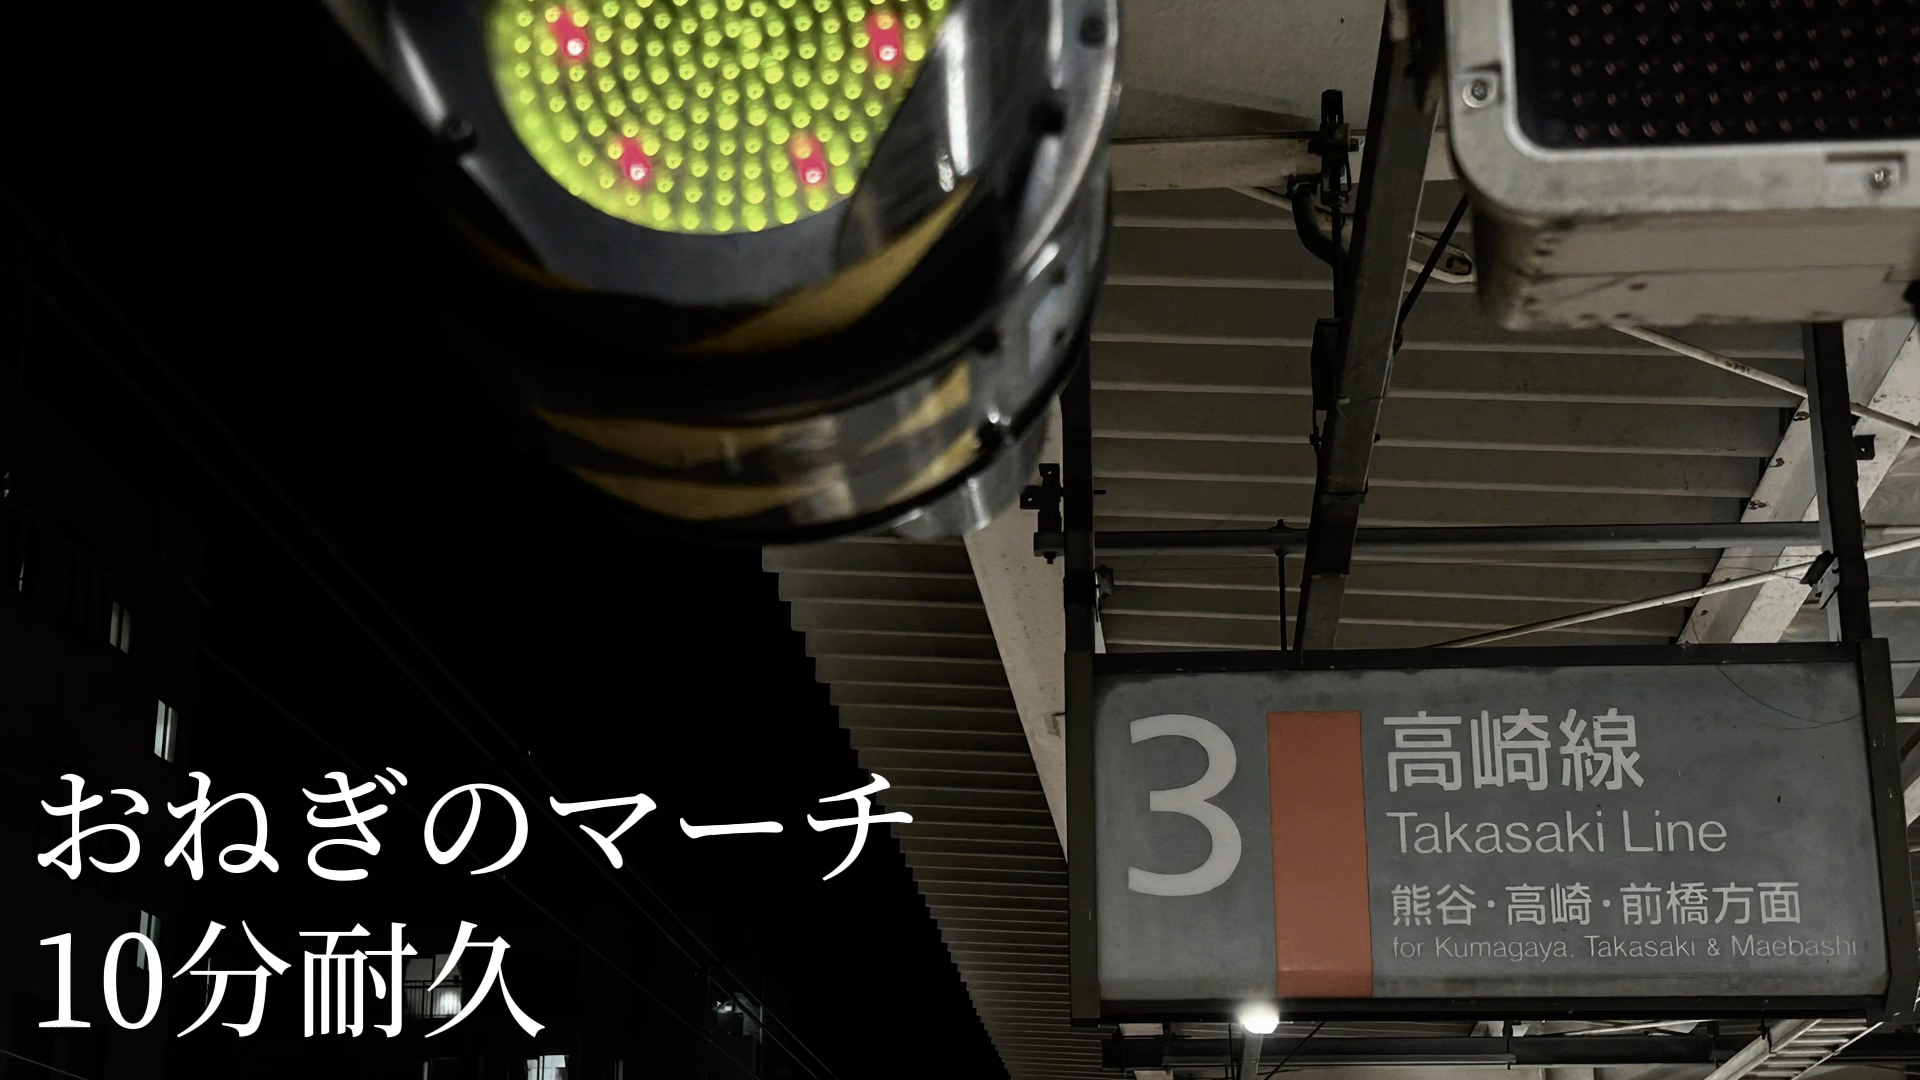 おねぎのマーチ
10分耐久
3
高崎線
Takasaki Line
熊谷・高崎・前橋方面
for Kumagaya, Takasaki & Maebashi